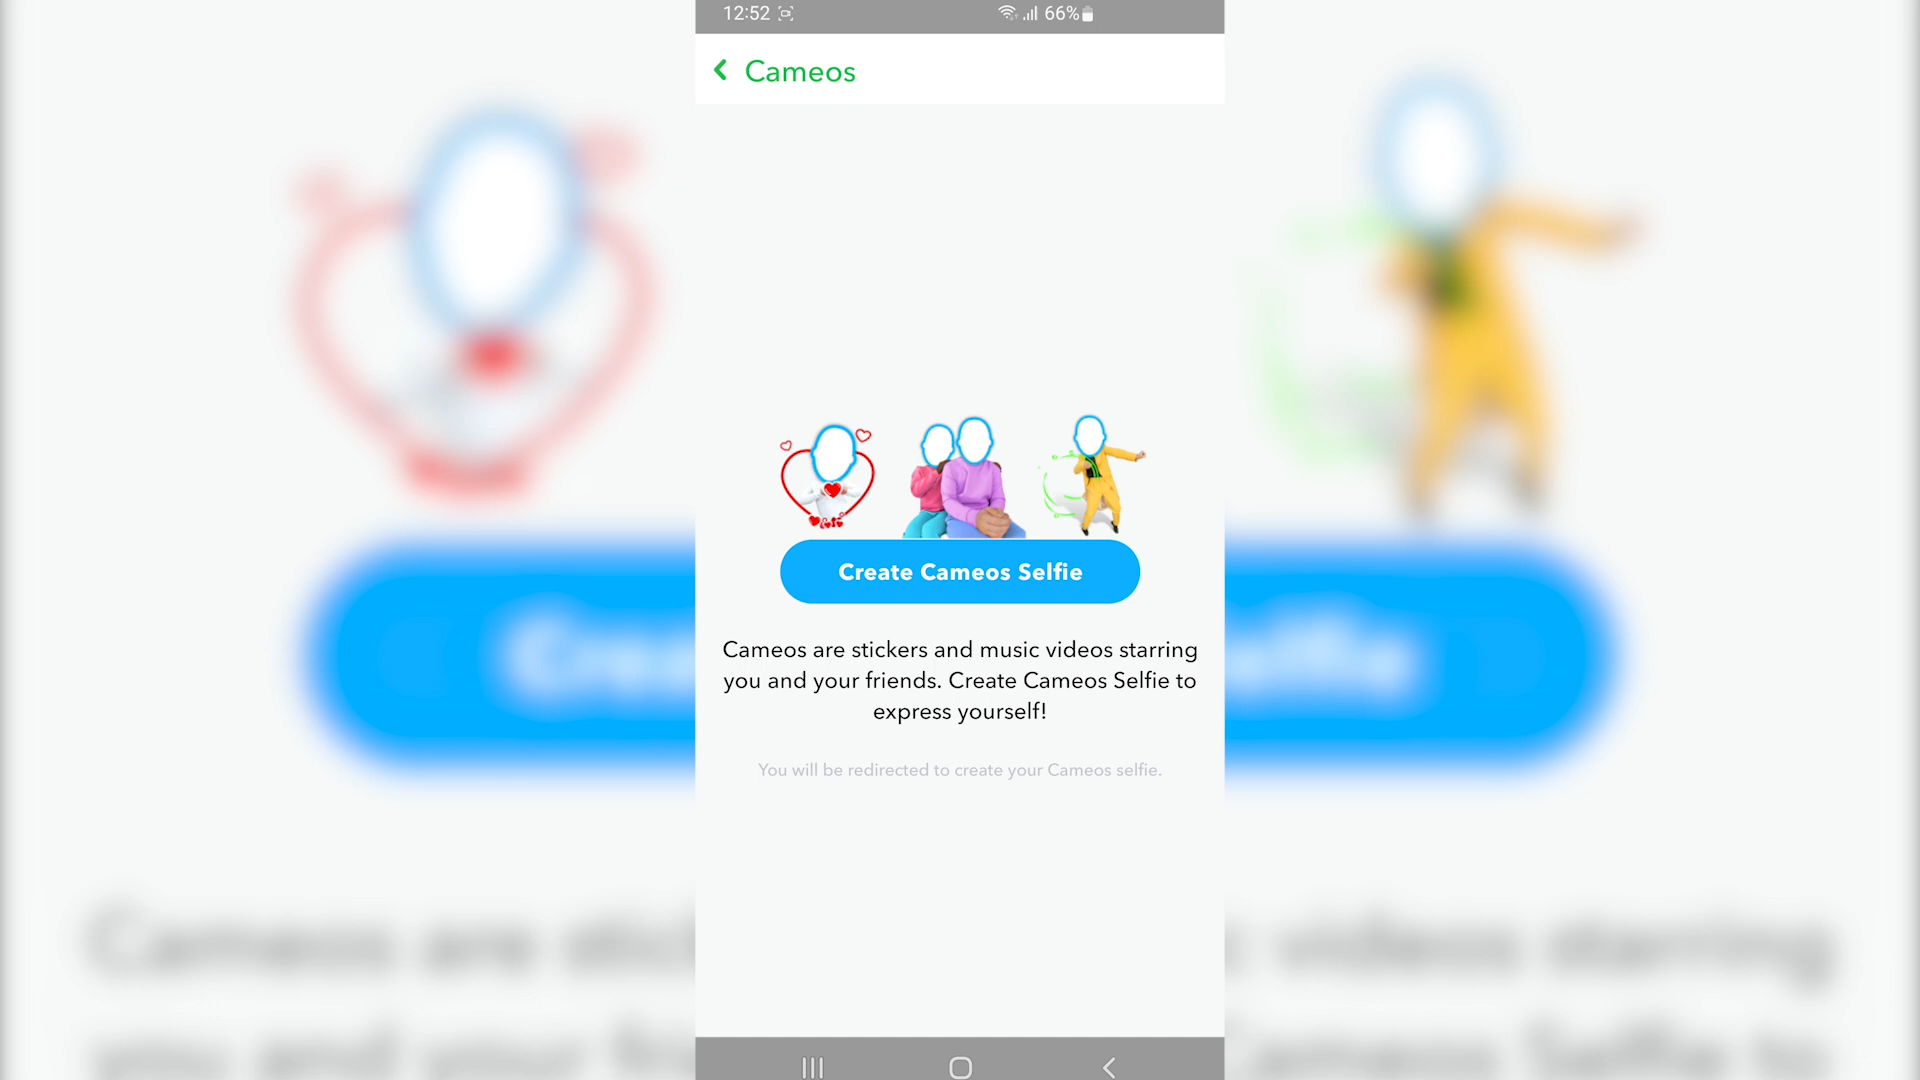 12:52 66%
Cameos
Create Cameos Selfie
Cameos are stickers and music videos starring
you and your friends. Create Cameos Selfie to
express yourself!
You will be redirected to create your Cameos selfie.